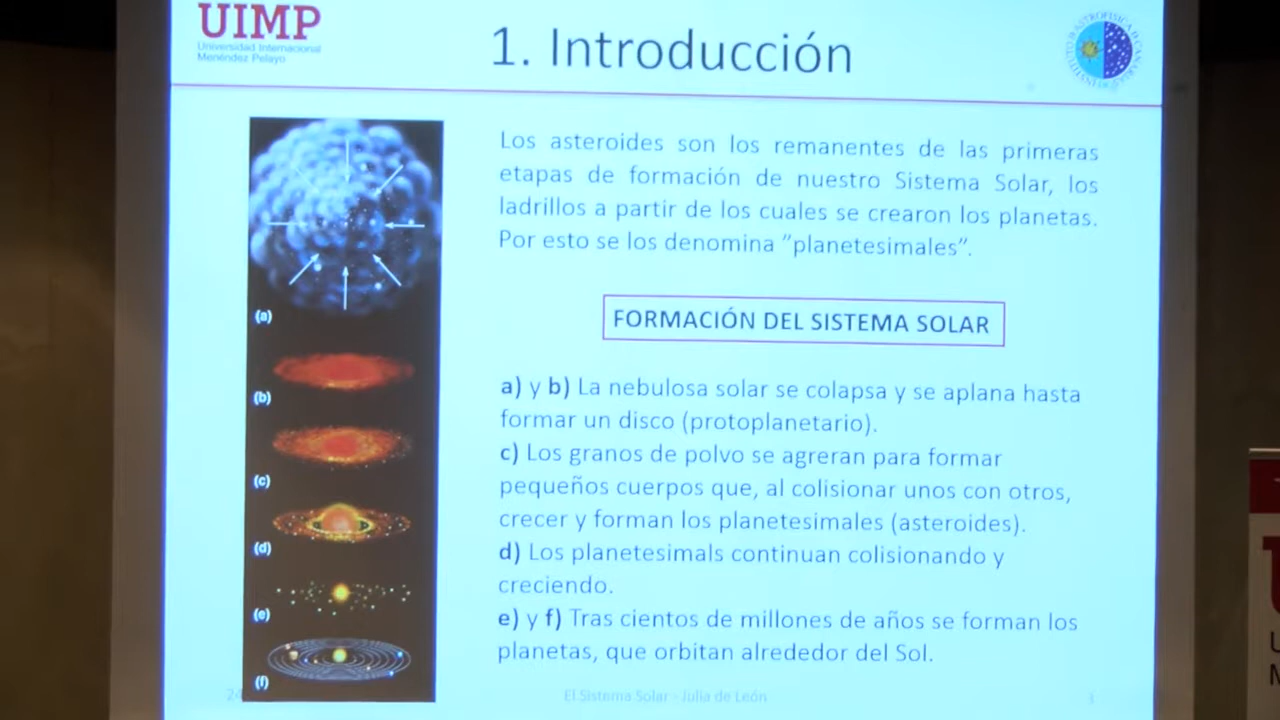 UIMP
Universidad Internacional
Menéndez Pelayo
1. Introducción
Los asteroides son los remanentes de las primeras
etapas de formación de nuestro Sistema Solar, los
ladrillos a partir de los cuales se crearon los planetas.
Por esto se los denomina ”planetesimales”.
FORMACIÓN DEL SISTEMA SOLAR
a) y b) La nebulosa solar se colapsa y se aplana hasta
formar un disco (protoplanetario).
c) Los granos de polvo se agreran para formar
pequeños cuerpos que, al colisionar unos con otros,
crecer y forman los planetesimales (asteroides).
d) Los planetesimals continuan colisionando y
creciendo.
e) y f) Tras cientos de millones de años se forman los
planetas, que orbitan alrededor del Sol.
(a)
(b)
(c)
(d)
(e)
(f)
El Sistema Solar - Julia de León